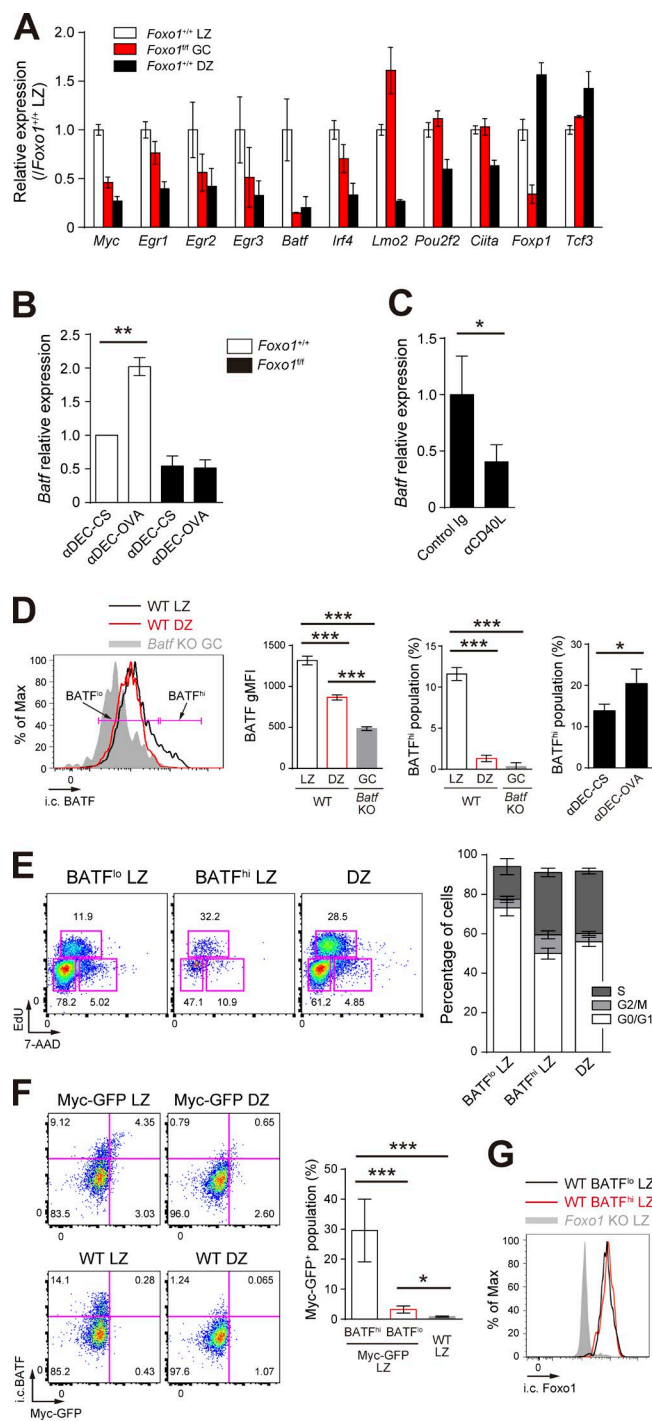 A
Foxo1+/+ LZ
Foxo1f/f GC
Foxo1+/+ DZ
Relative expression
(/Foxo1+/+ LZ)
2.0
1.5
1.0
0.5
0
Myc Egr1 Egr2 Egr3 Batf Irf4 Lmo2 Pou2f2 Ciita Foxp1 Tcf3
B
Batf relative expression
2.5
2.0
1.5
1.0
0.5
0
**
Foxo1+/+
Foxo1f/f
αDEC-CS
αDEC-OVA
αDEC-CS
αDEC-OVA
C
Batf relative expression
1.5
1.0
0.5
0
*
Control Ig
αCD40L
D
WT LZ
WT DZ
Batf KO GC
% of Max
100
80
60
40
20
0
BATFlo
BATFhi
0
i.c. BATF
BATF gMFI
1500
1000
500
0
***
***
***
LZ DZ GC
WT Batf
KO
BATFhi population (%)
15
10
5
0
***
***
LZ DZ GC
WT Batf
KO
BATFhi population (%)
30
20
10
0
*
αDEC-CS
αDEC-OVA
E
BATFlo LZ
BATFhi LZ
DZ
11.9
32.2
28.5
78.2 5.02
47.1 10.9
61.2 4.85
0
0
EdU
7-AAD
Percentage of cells
100
80
60
40
20
0
S
G2/M
G0/G1
BATFlo LZ
BATFhi LZ
DZ
F
Myc-GFP LZ Myc-GFP DZ
9.12 4.35 0.79 0.65
83.5 3.03 96.0 2.60
0
WT LZ WT DZ
14.1 0.28 1.24 0.065
85.2 0.43 97.6 1.07
0
0
i.c.BATF
Myc-GFP
Myc-GFP+ population (%)
50
40
30
20
10
0
***
***
*
BATFhi BATFlo WT
LZ
Myc-GFP
LZ
G
WT BATFlo LZ
WT BATFhi LZ
Foxo1 KO LZ
% of Max
100
80
60
40
20
0
0
i.c. Foxo1